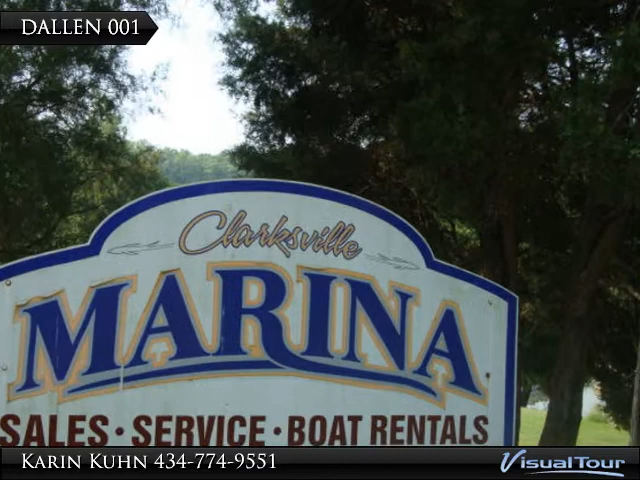 DALLEN 001
Clarksville
MARINA
SALES · SERVICE · BOAT RENTALS
KARIN KUHN 434-774-9551
VISUALTOUR